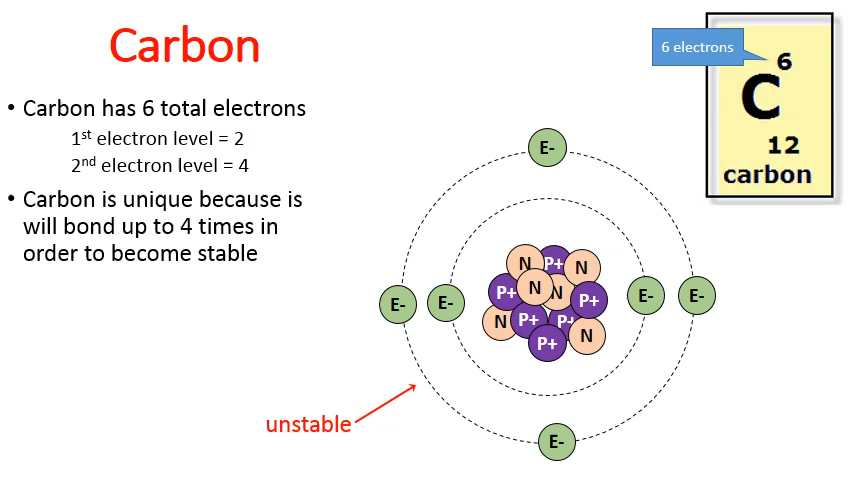 Carbon
6 electrons
6
C
12
carbon
• Carbon has 6 total electrons
1st electron level = 2
2nd electron level = 4
• Carbon is unique because is
will bond up to 4 times in
order to become stable
E-
N P+ N
P+ N N P+
E- E- E- E-
N P+ P+ N
P+
unstable
E-